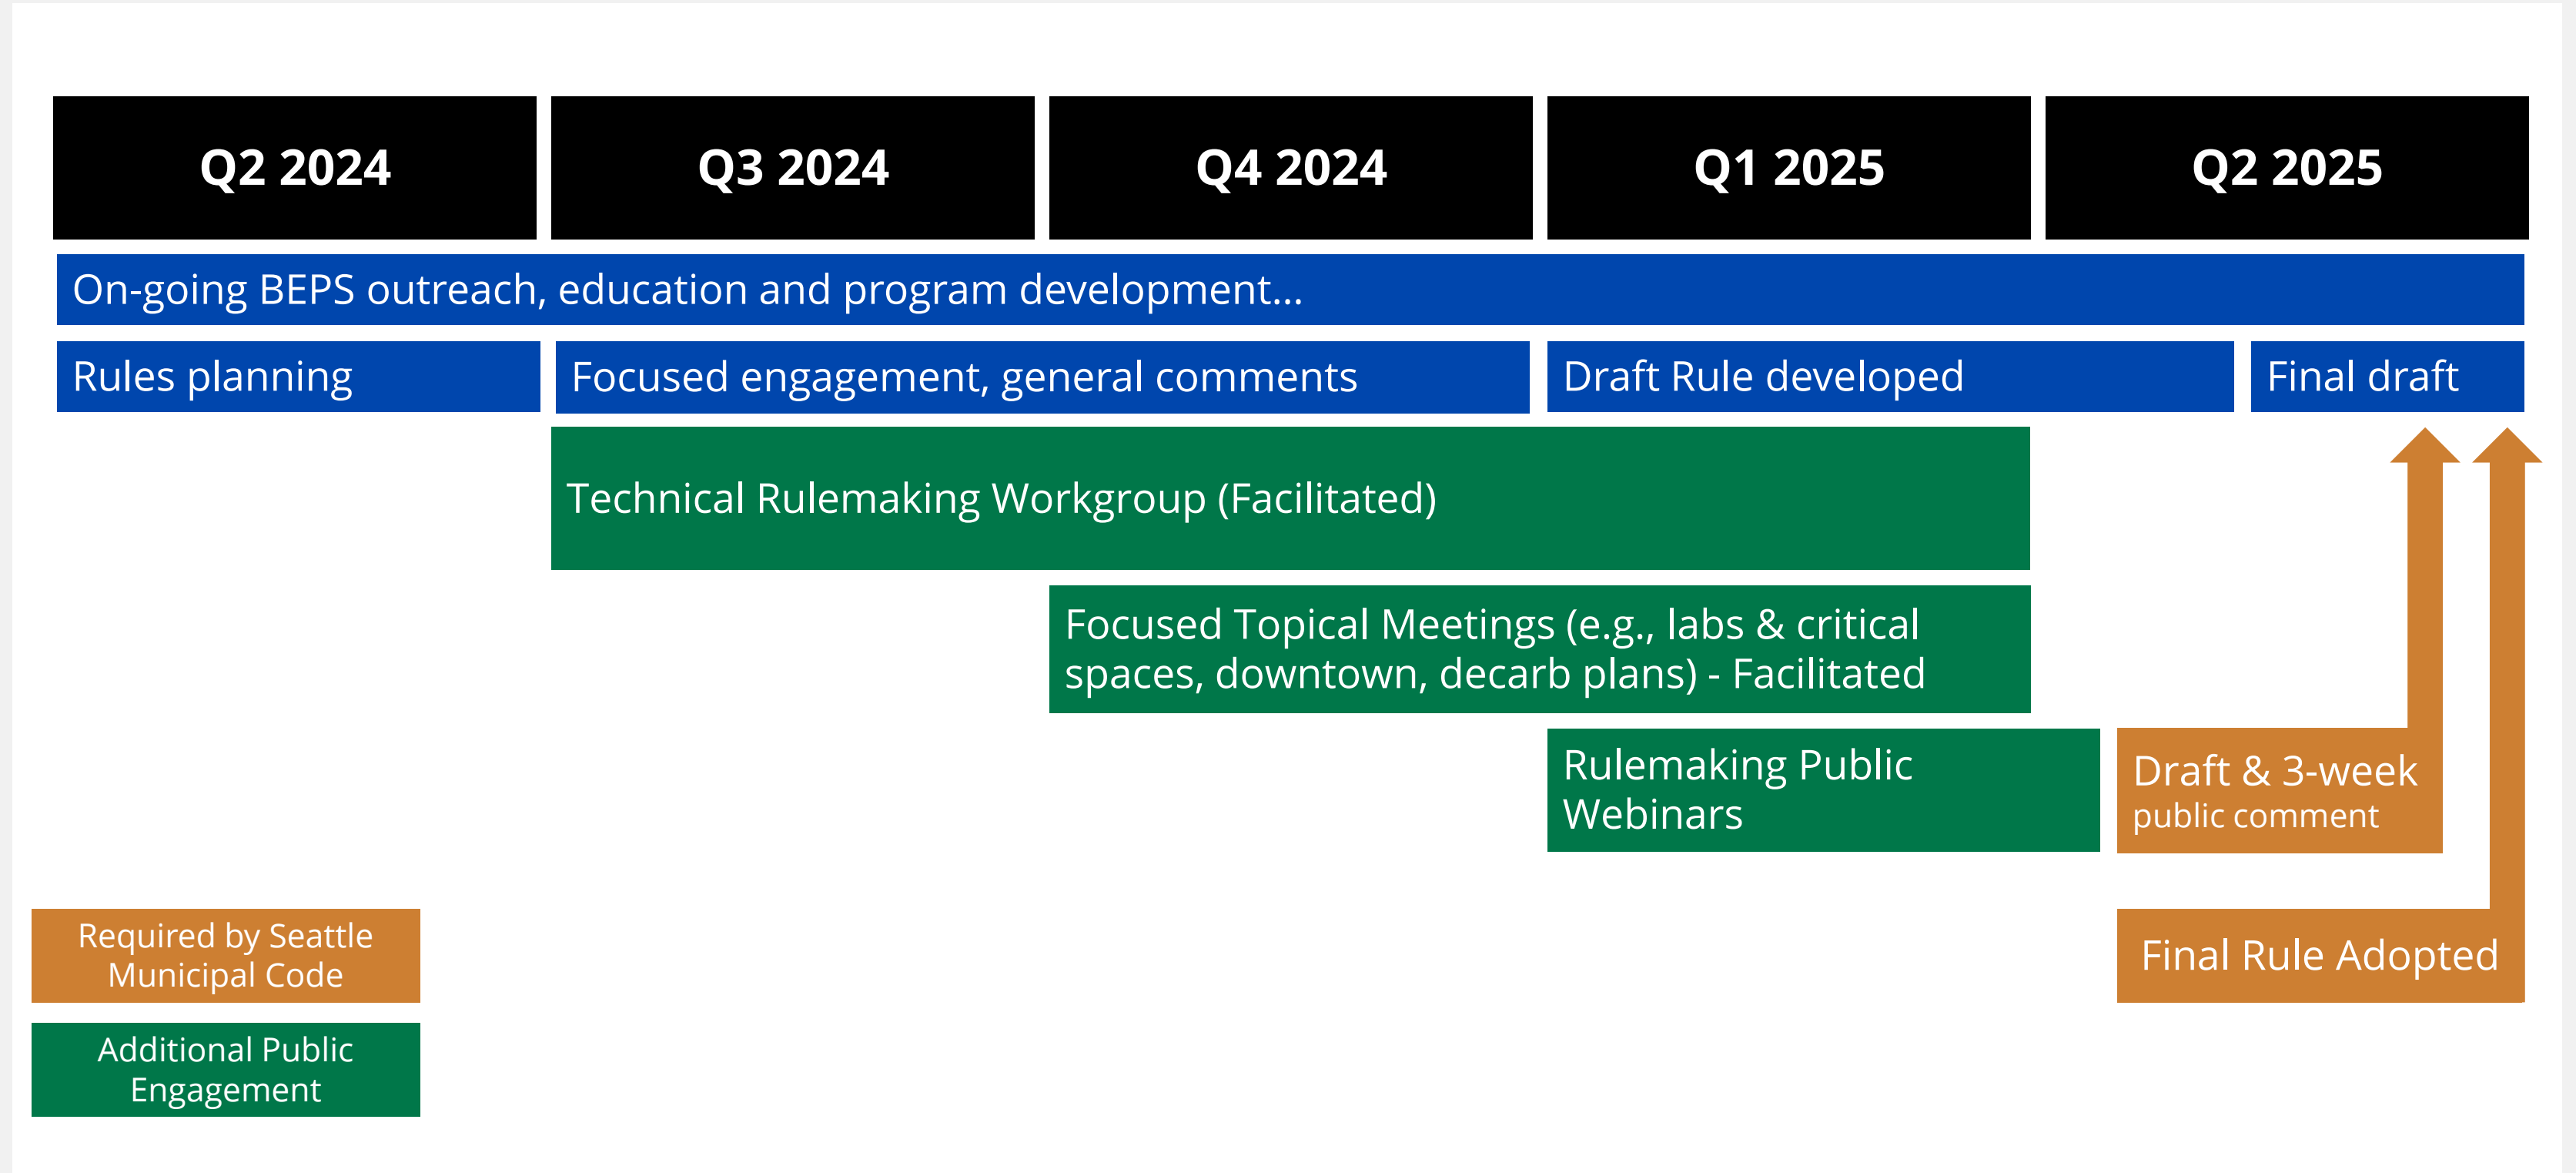 Q2 2024
Q3 2024
Q4 2024
Q1 2025
Q2 2025
On-going BEPS outreach, education and program development...
Rules planning
Focused engagement, general comments
Draft Rule developed
Final draft
Technical Rulemaking Workgroup (Facilitated)
Focused Topical Meetings (e.g., labs & critical
spaces, downtown, decarb plans) - Facilitated
Rulemaking Public
Webinars
Draft & 3-week
public comment
Final Rule Adopted
Required by Seattle
Municipal Code
Additional Public
Engagement